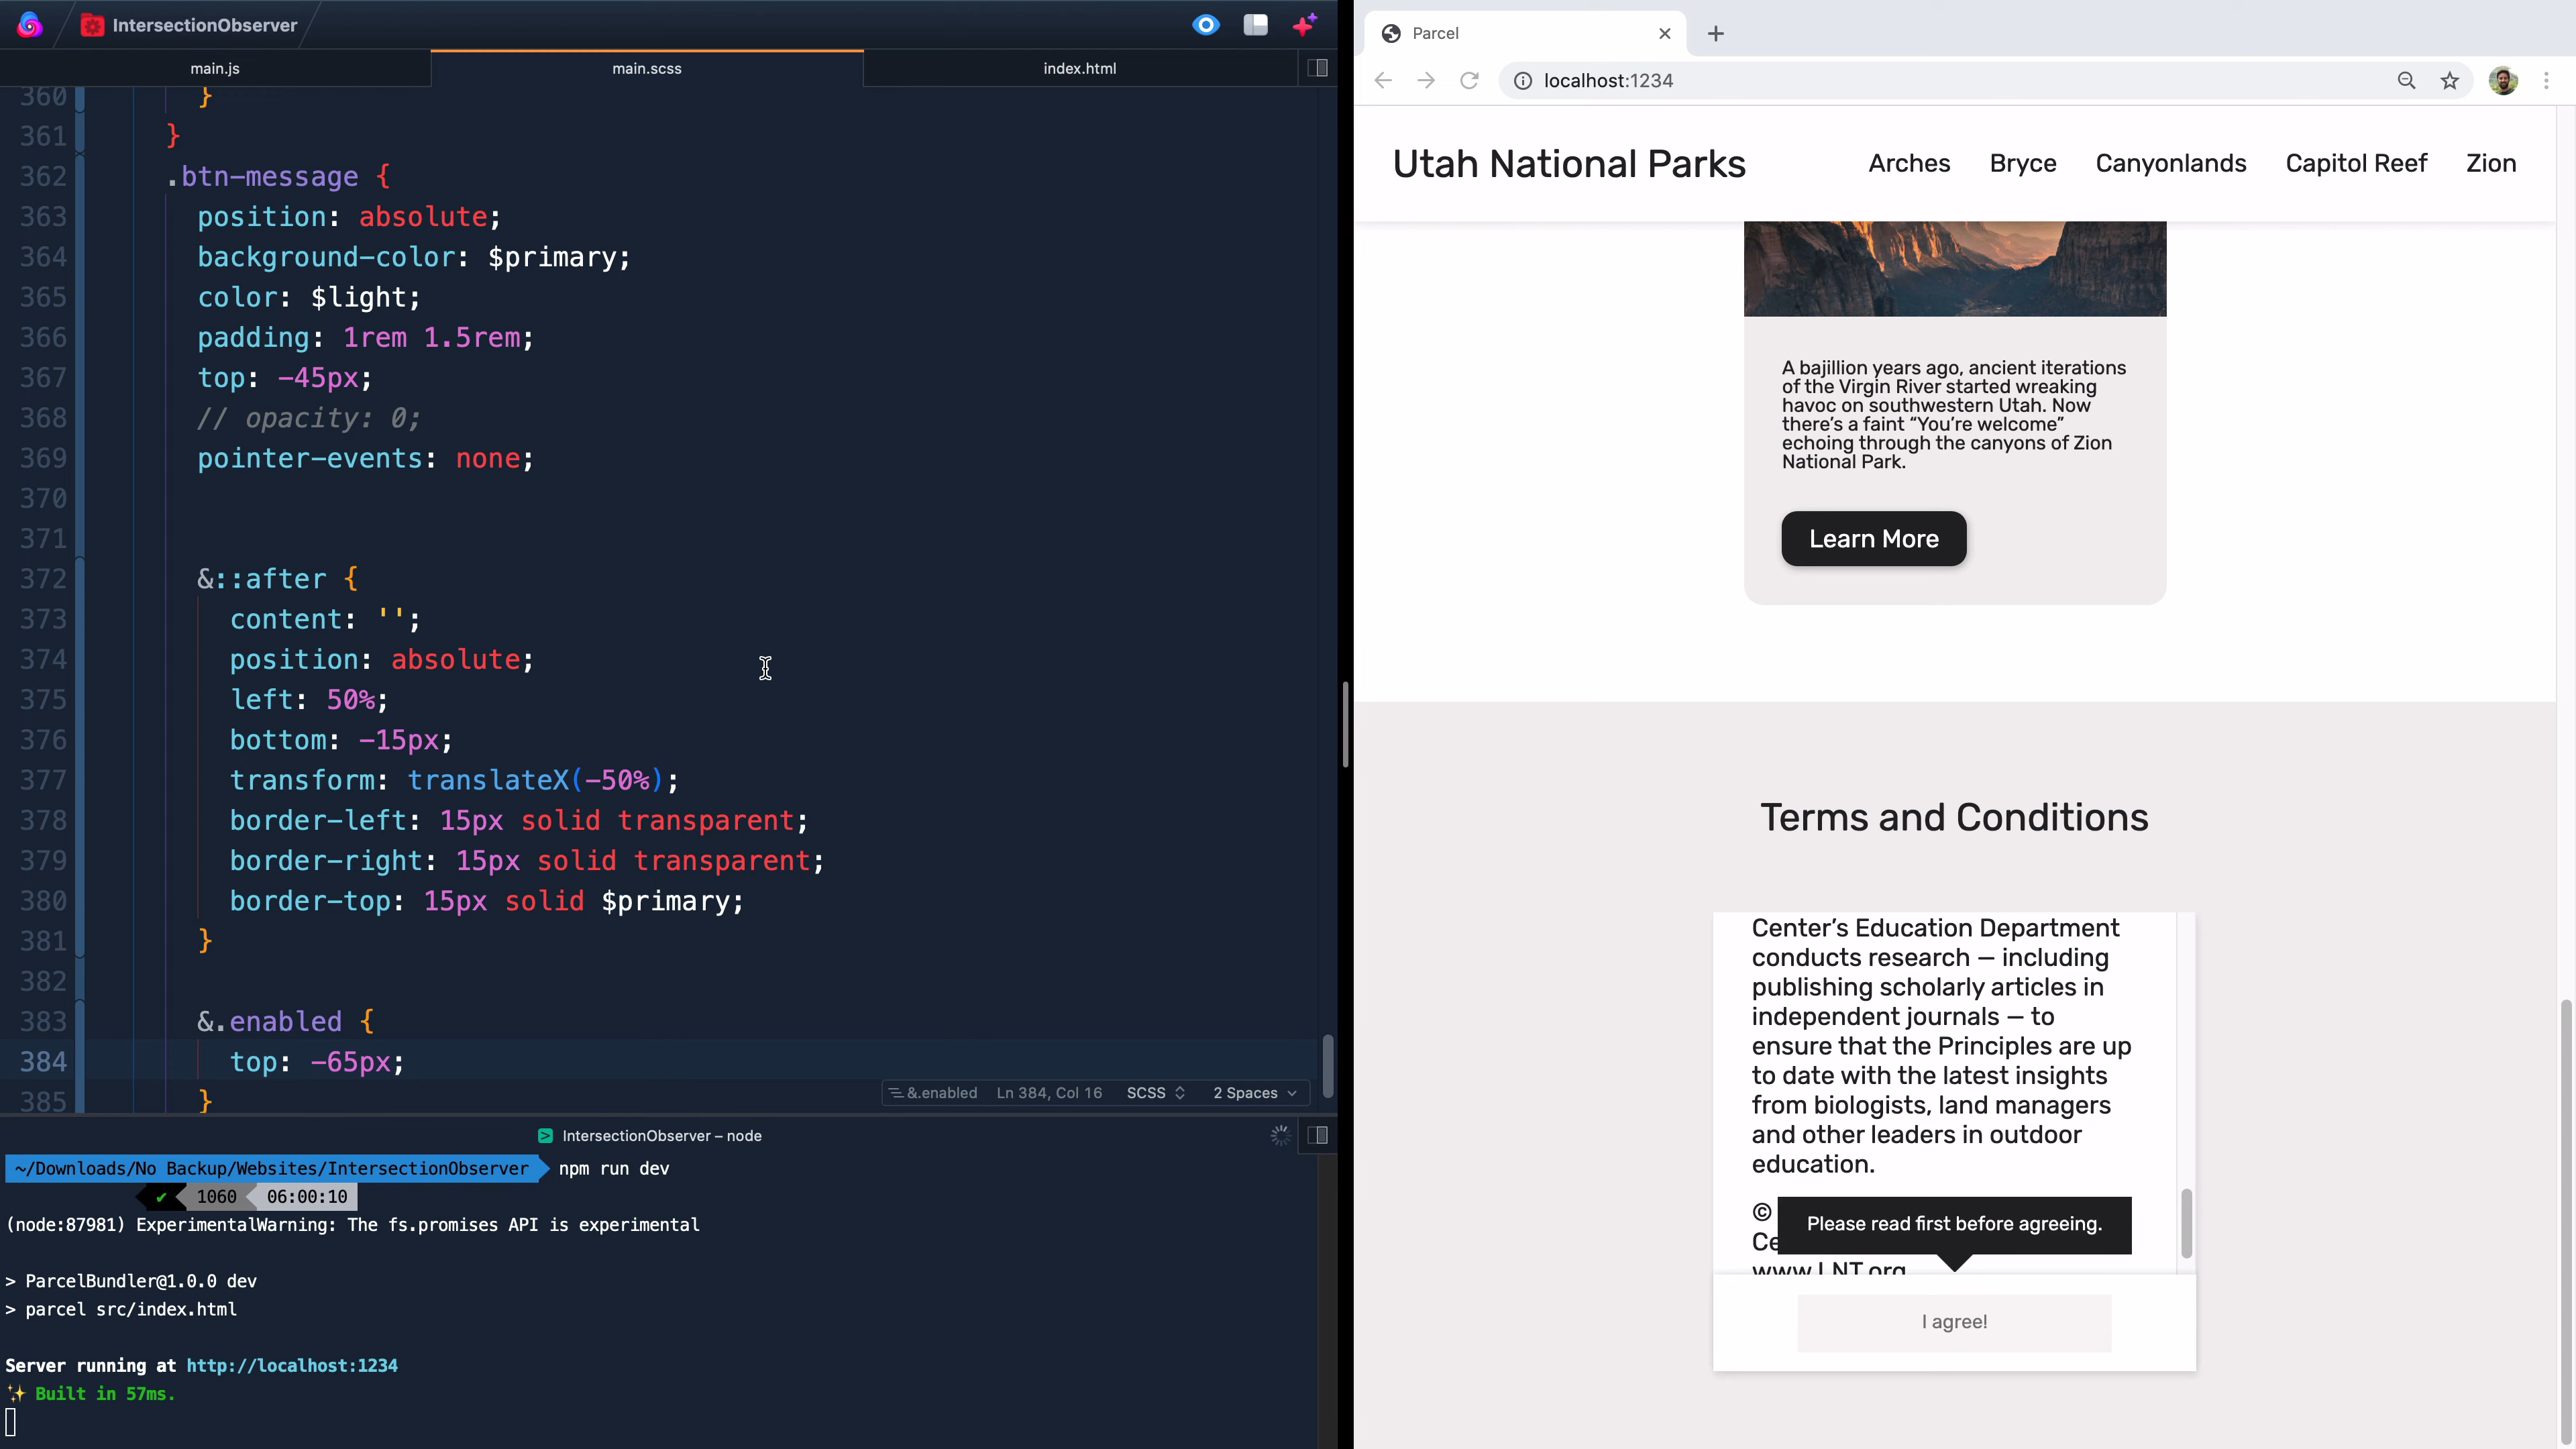 IntersectionObserver
main.js
main.scss
index.html
360 }
361 }
362 .btn-message {
363 position: absolute;
364 background-color: $primary;
365 color: $light;
366 padding: 1rem 1.5rem;
367 top: -45px;
368 // opacity: 0;
369 pointer-events: none;
370
371
372 &::after {
373 content: '';
374 position: absolute;
375 left: 50%;
376 bottom: -15px;
377 transform: translateX(-50%);
378 border-left: 15px solid transparent;
379 border-right: 15px solid transparent;
380 border-top: 15px solid $primary;
381 }
382
383 &.enabled {
384 top: -65px;
385 }
&.enabled Ln 384, Col 16 SCSS 2 Spaces
IntersectionObserver – node
~/Downloads/No Backup/Websites/IntersectionObserver npm run dev
✔ 1060 06:00:10
(node:87981) ExperimentalWarning: The fs.promises API is experimental
> ParcelBundler@1.0.0 dev
> parcel src/index.html
Server running at http://localhost:1234
✨ Built in 57ms.
Parcel
localhost:1234
Utah National Parks
Arches
Bryce
Canyonlands
Capitol Reef
Zion
A bajillion years ago, ancient iterations
of the Virgin River started wreaking
havoc on southwestern Utah. Now
there’s a faint “You’re welcome”
echoing through the canyons of Zion
National Park.
Learn More
Terms and Conditions
Center’s Education Department
conducts research — including
publishing scholarly articles in
independent journals — to
ensure that the Principles are up
to date with the latest insights
from biologists, land managers
and other leaders in outdoor
education.
©
Ce
Please read first before agreeing.
www.LNT.org
I agree!